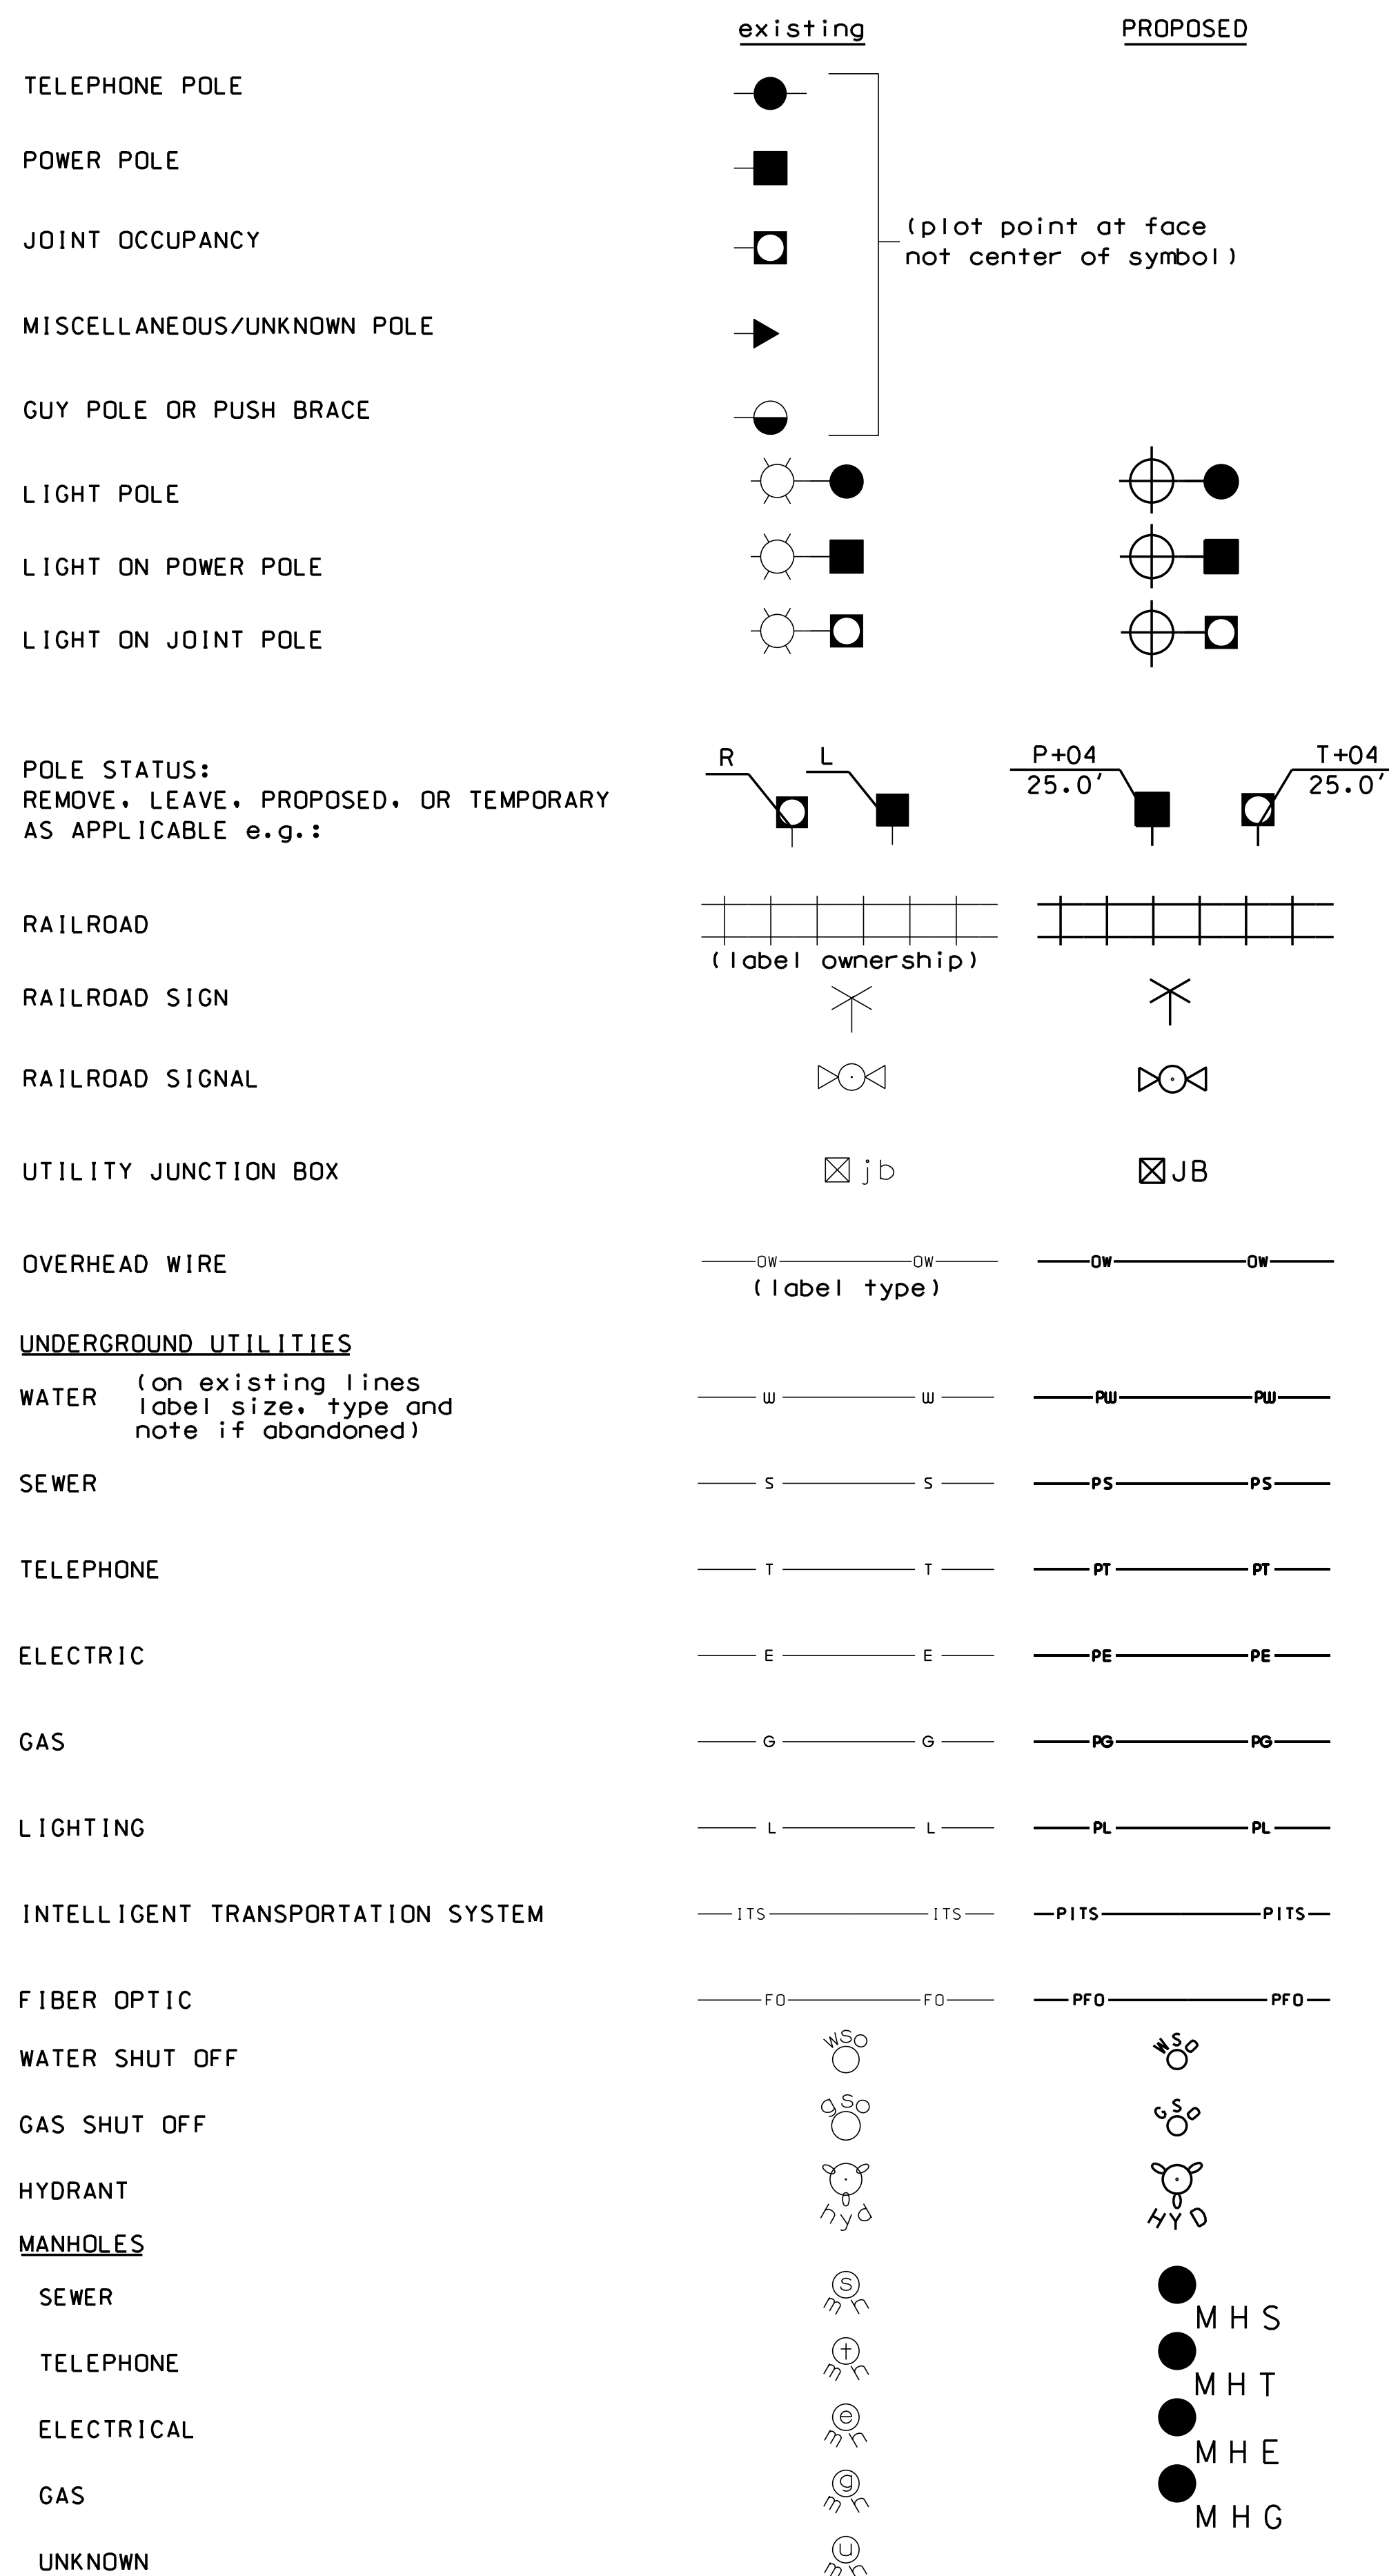 existing PROPOSED
TELEPHONE POLE
POWER POLE
JOINT OCCUPANCY
(plot point at face
not center of symbol)
MISCELLANEOUS/UNKNOWN POLE
GUY POLE OR PUSH BRACE
LIGHT POLE
LIGHT ON POWER POLE
LIGHT ON JOINT POLE
POLE STATUS:
REMOVE, LEAVE, PROPOSED, OR TEMPORARY
AS APPLICABLE e.g.:
R L P+04 T+04
25.0' 25.0'
RAILROAD
(label ownership)
RAILROAD SIGN
RAILROAD SIGNAL
UTILITY JUNCTION BOX jb JB
OVERHEAD WIRE OW OW OW OW
(label type)
UNDERGROUND UTILITIES
WATER W W PW PW
(on existing lines
label size, type and
note if abandoned)
SEWER S S PS PS
TELEPHONE T T PT PT
ELECTRIC E E PE PE
GAS G G PG PG
LIGHTING L L PL PL
INTELLIGENT TRANSPORTATION SYSTEM ITS ITS PITS PITS
FIBER OPTIC FO FO PFO PFO
WATER SHUT OFF wso WSO
GAS SHUT OFF gso GSO
HYDRANT hyd HYD
MANHOLES
SEWER s mh MHS
TELEPHONE t mh MHT
ELECTRICAL e mh MHE
GAS g mh MHG
UNKNOWN u mh